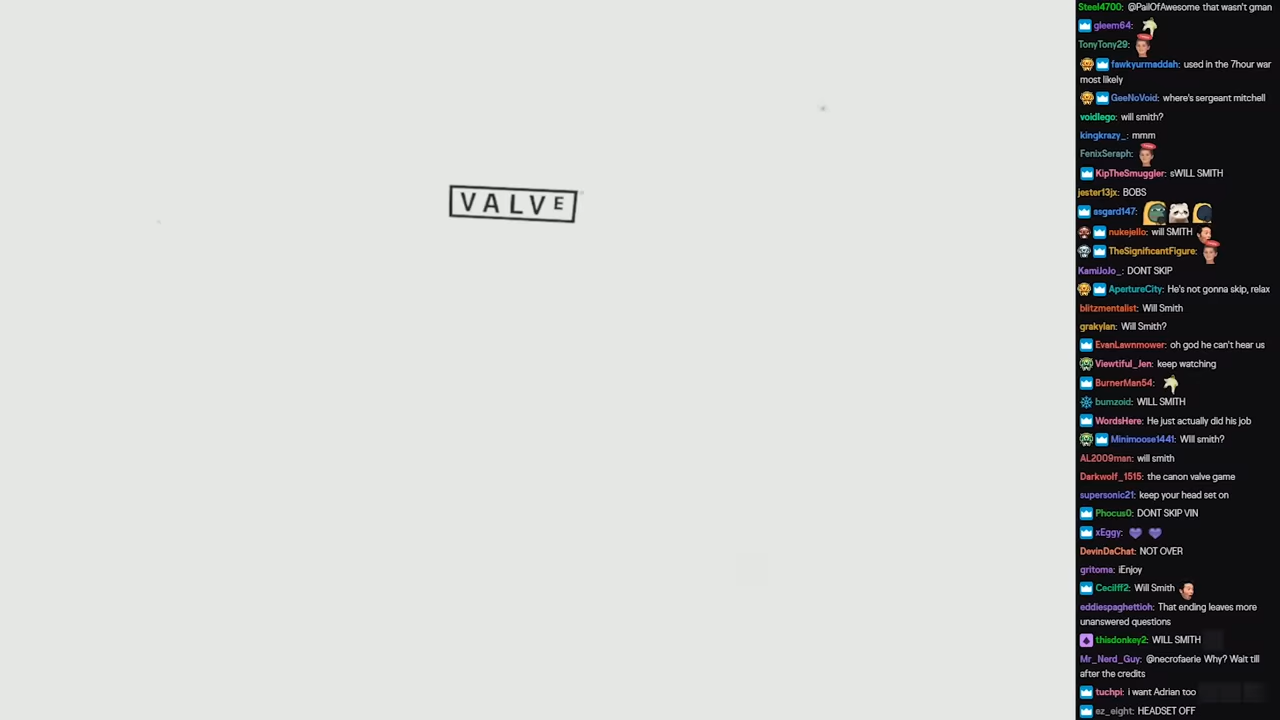 VALVE
Steel4700: @PailOfAwesome that wasn't gman
gleem64:
TonyTony29:
fawkyurmaddah: used in the 7hour war
most likely
GeeNoVoid: where's sergeant mitchell
voidlego: will smith?
kingkrazy_: mmm
FenixSeraph:
KipTheSmuggler: sWILL SMITH
jester13jx: BOBS
asgard147:
nukejello: will SMITH
TheSignificantFigure:
KamiJoJo_: DONT SKIP
ApertureCity: He's not gonna skip, relax
blitzmentalist: Will Smith
grakylan: Will Smith?
EvanLawnmower: oh god he can't hear us
Viewtiful_Jen: keep watching
BurnerMan54:
bumzoid: WILL SMITH
WordsHere: He just actually did his job
Minimoose1441: WIll smith?
AL2009man: will smith
Darkwolf_1515: the canon valve game
supersonic21: keep your head set on
Phocus0: DONT SKIP VIN
xEggy:
DevinDaChat: NOT OVER
gritoma: iEnjoy
Cecilff2: Will Smith
eddiespaghettioh: That ending leaves more
unanswered questions
thisdonkey2: WILL SMITH
Mr_Nerd_Guy: @necrofaerie Why? Wait till
after the credits
tuchpi: i want Adrian too
ez_eight: HEADSET OFF